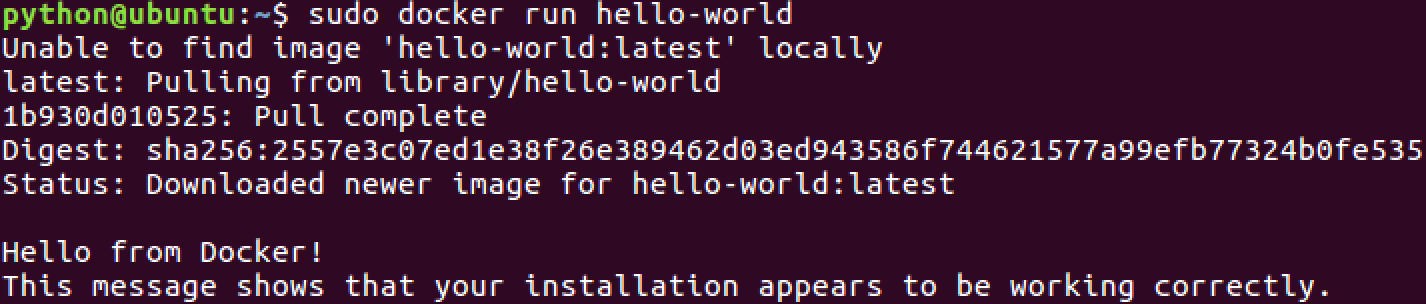 python@ubuntu:~$ sudo docker run hello-world
Unable to find image 'hello-world:latest' locally
latest: Pulling from library/hello-world
1b930d010525: Pull complete
Digest: sha256:2557e3c07ed1e38f26e389462d03ed943586f744621577a99efb77324b0fe535
Status: Downloaded newer image for hello-world:latest
Hello from Docker!
This message shows that your installation appears to be working correctly.